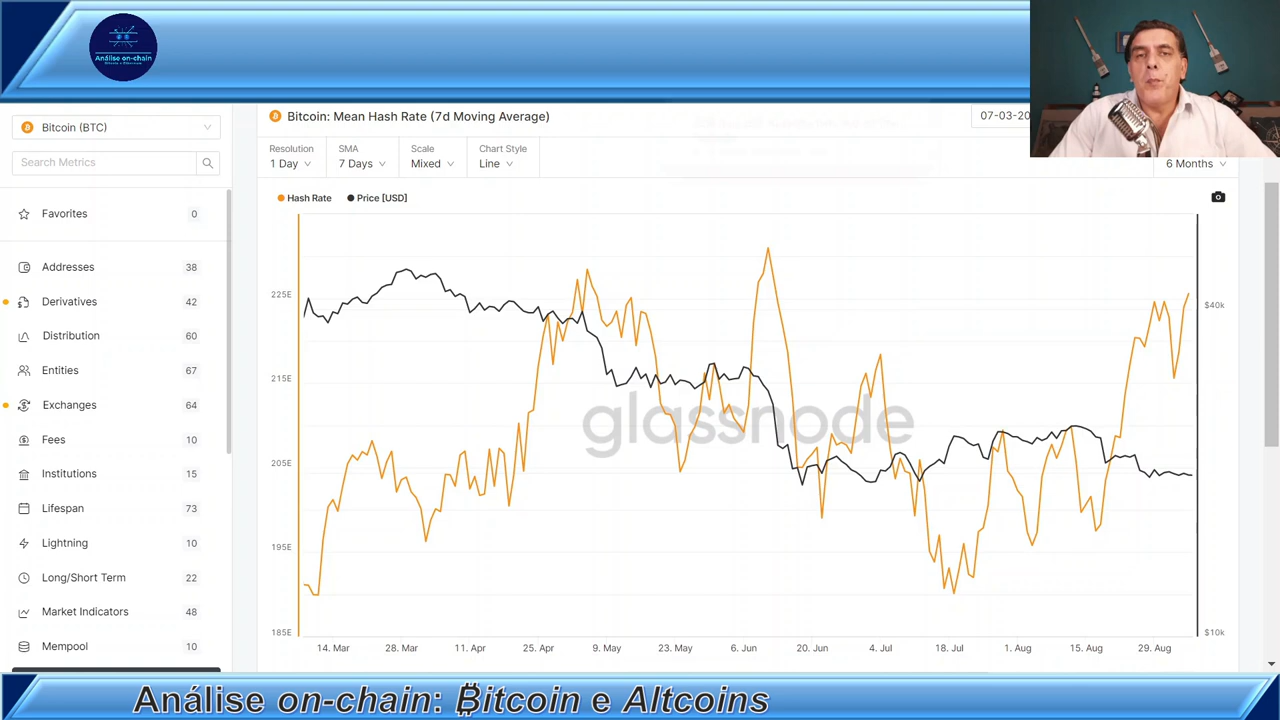 Análise on-chain
Bitcoin (BTC)
Search Metrics
Favorites 0
Addresses 38
Derivatives 42
Distribution 60
Entities 67
Exchanges 64
Fees 10
Institutions 15
Lifespan 73
Lightning 10
Long/Short Term 22
Market Indicators 48
Mempool 10
Bitcoin: Mean Hash Rate (7d Moving Average)
07-03-20
Resolution
1 Day
SMA
7 Days
Scale
Mixed
Chart Style
Line
6 Months
Hash Rate Price [USD]
225E
215E
205E
195E
185E
$40k
$10k
glassnode
14. Mar 28. Mar 11. Apr 25. Apr 9. May 23. May 6. Jun 20. Jun 4. Jul 18. Jul 1. Aug 15. Aug 29. Aug
Análise on-chain: ₿itcoin e Altcoins